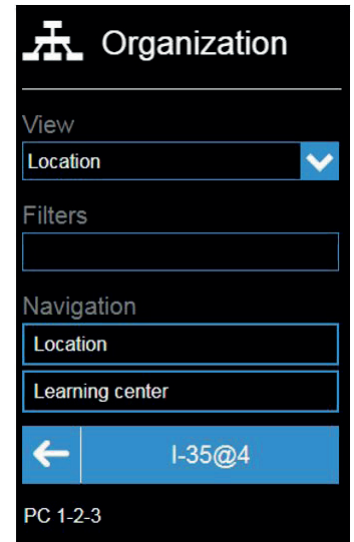 Organization
View
Location
Filters
Navigation
Location
Learning center
I-35@4
PC 1-2-3